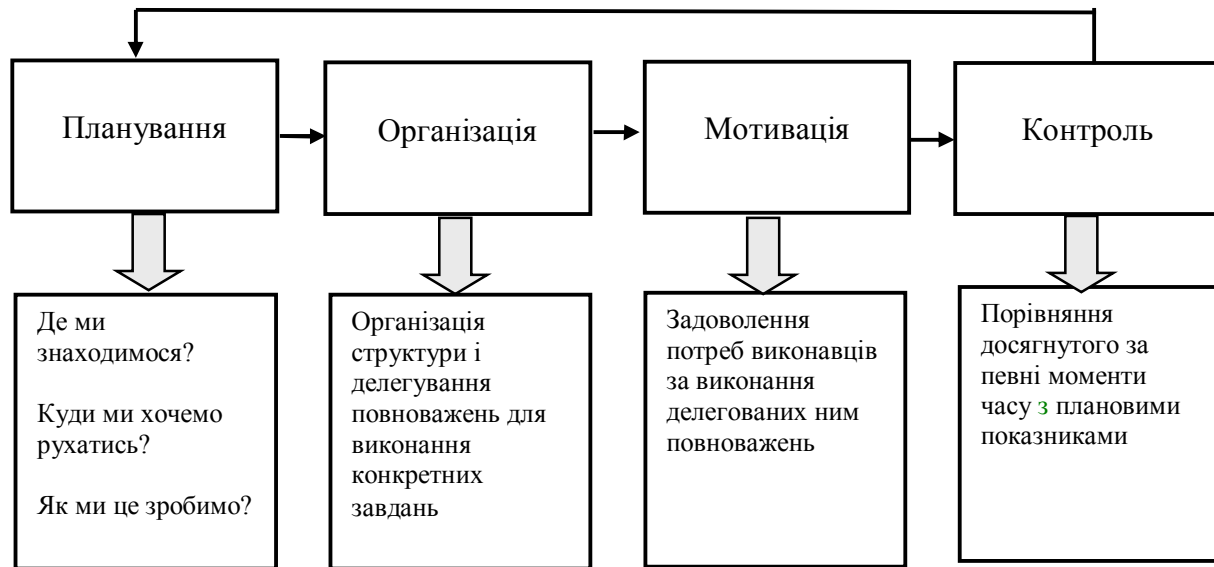 Планування
Організація
Мотивація
Контроль
Де ми
знаходимося?
Куди ми хочемо
рухатись?
Як ми це зробимо?
Організація
структури і
делегування
повноважень для
виконання
конкретних
завдань
Задоволення
потреб виконавців
за виконання
делегованих ним
повноважень
Порівняння
досягнутого за
певні моменти
часу з плановими
показниками